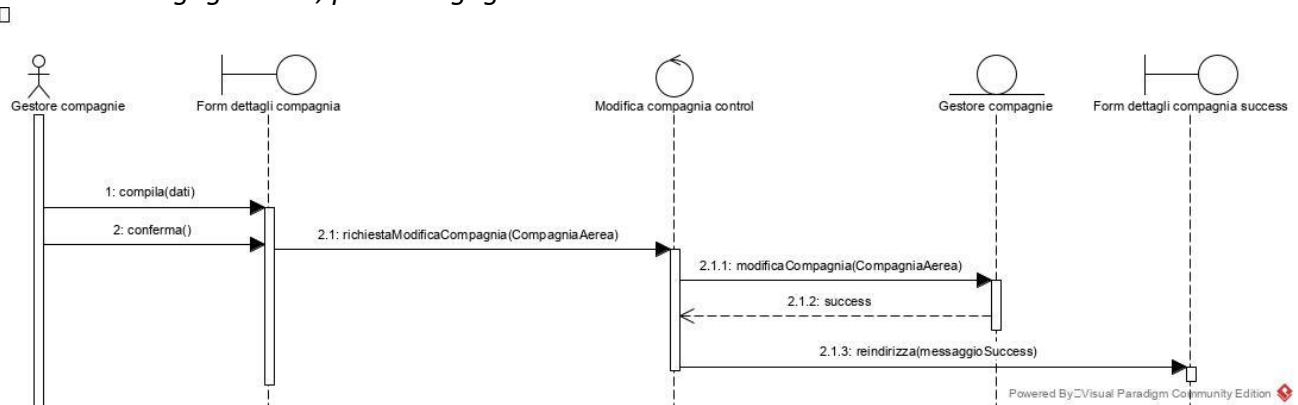 Gestore compagnie
Form dettagli compagnia
Modifica compagnia control
Gestore compagnie
Form dettagli compagnia success
1: compila(dati)
2: conferma()
2.1: richiestaModificaCompagnia(CompagniaAerea)
2.1.1: modificaCompagnia(CompagniaAerea)
2.1.2: success
2.1.3: reindirizza(messaggioSuccess)
Powered By Visual Paradigm Community Edition